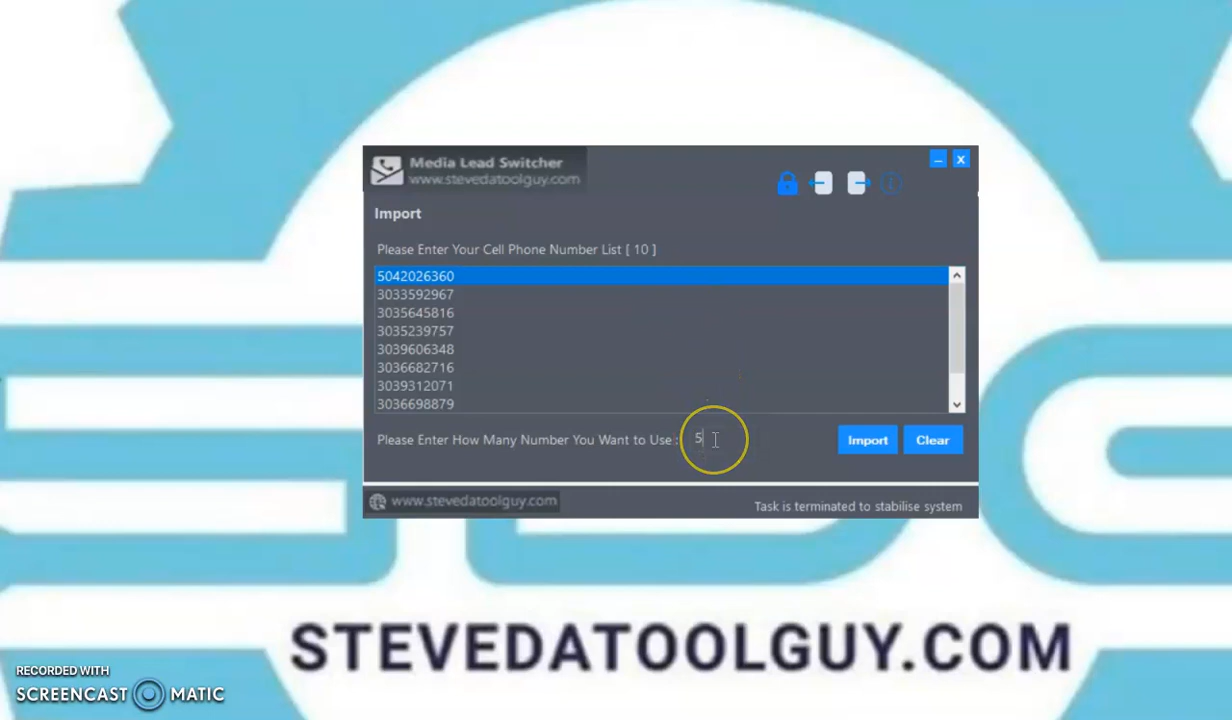 Media Lead Switcher
www.stevedatoolguy.com
Import
Please Enter Your Cell Phone Number List [ 10 ]
5042026360
3033592967
3035645816
3035239757
3039606348
3036682716
3039312071
3036698879
Please Enter How Many Number You Want to Use : 5
Import Clear
www.stevedatoolguy.com
Task is terminated to stabilise system
STEVEDATOOLGUY.COM
RECORDED WITH
SCREENCAST MATIC